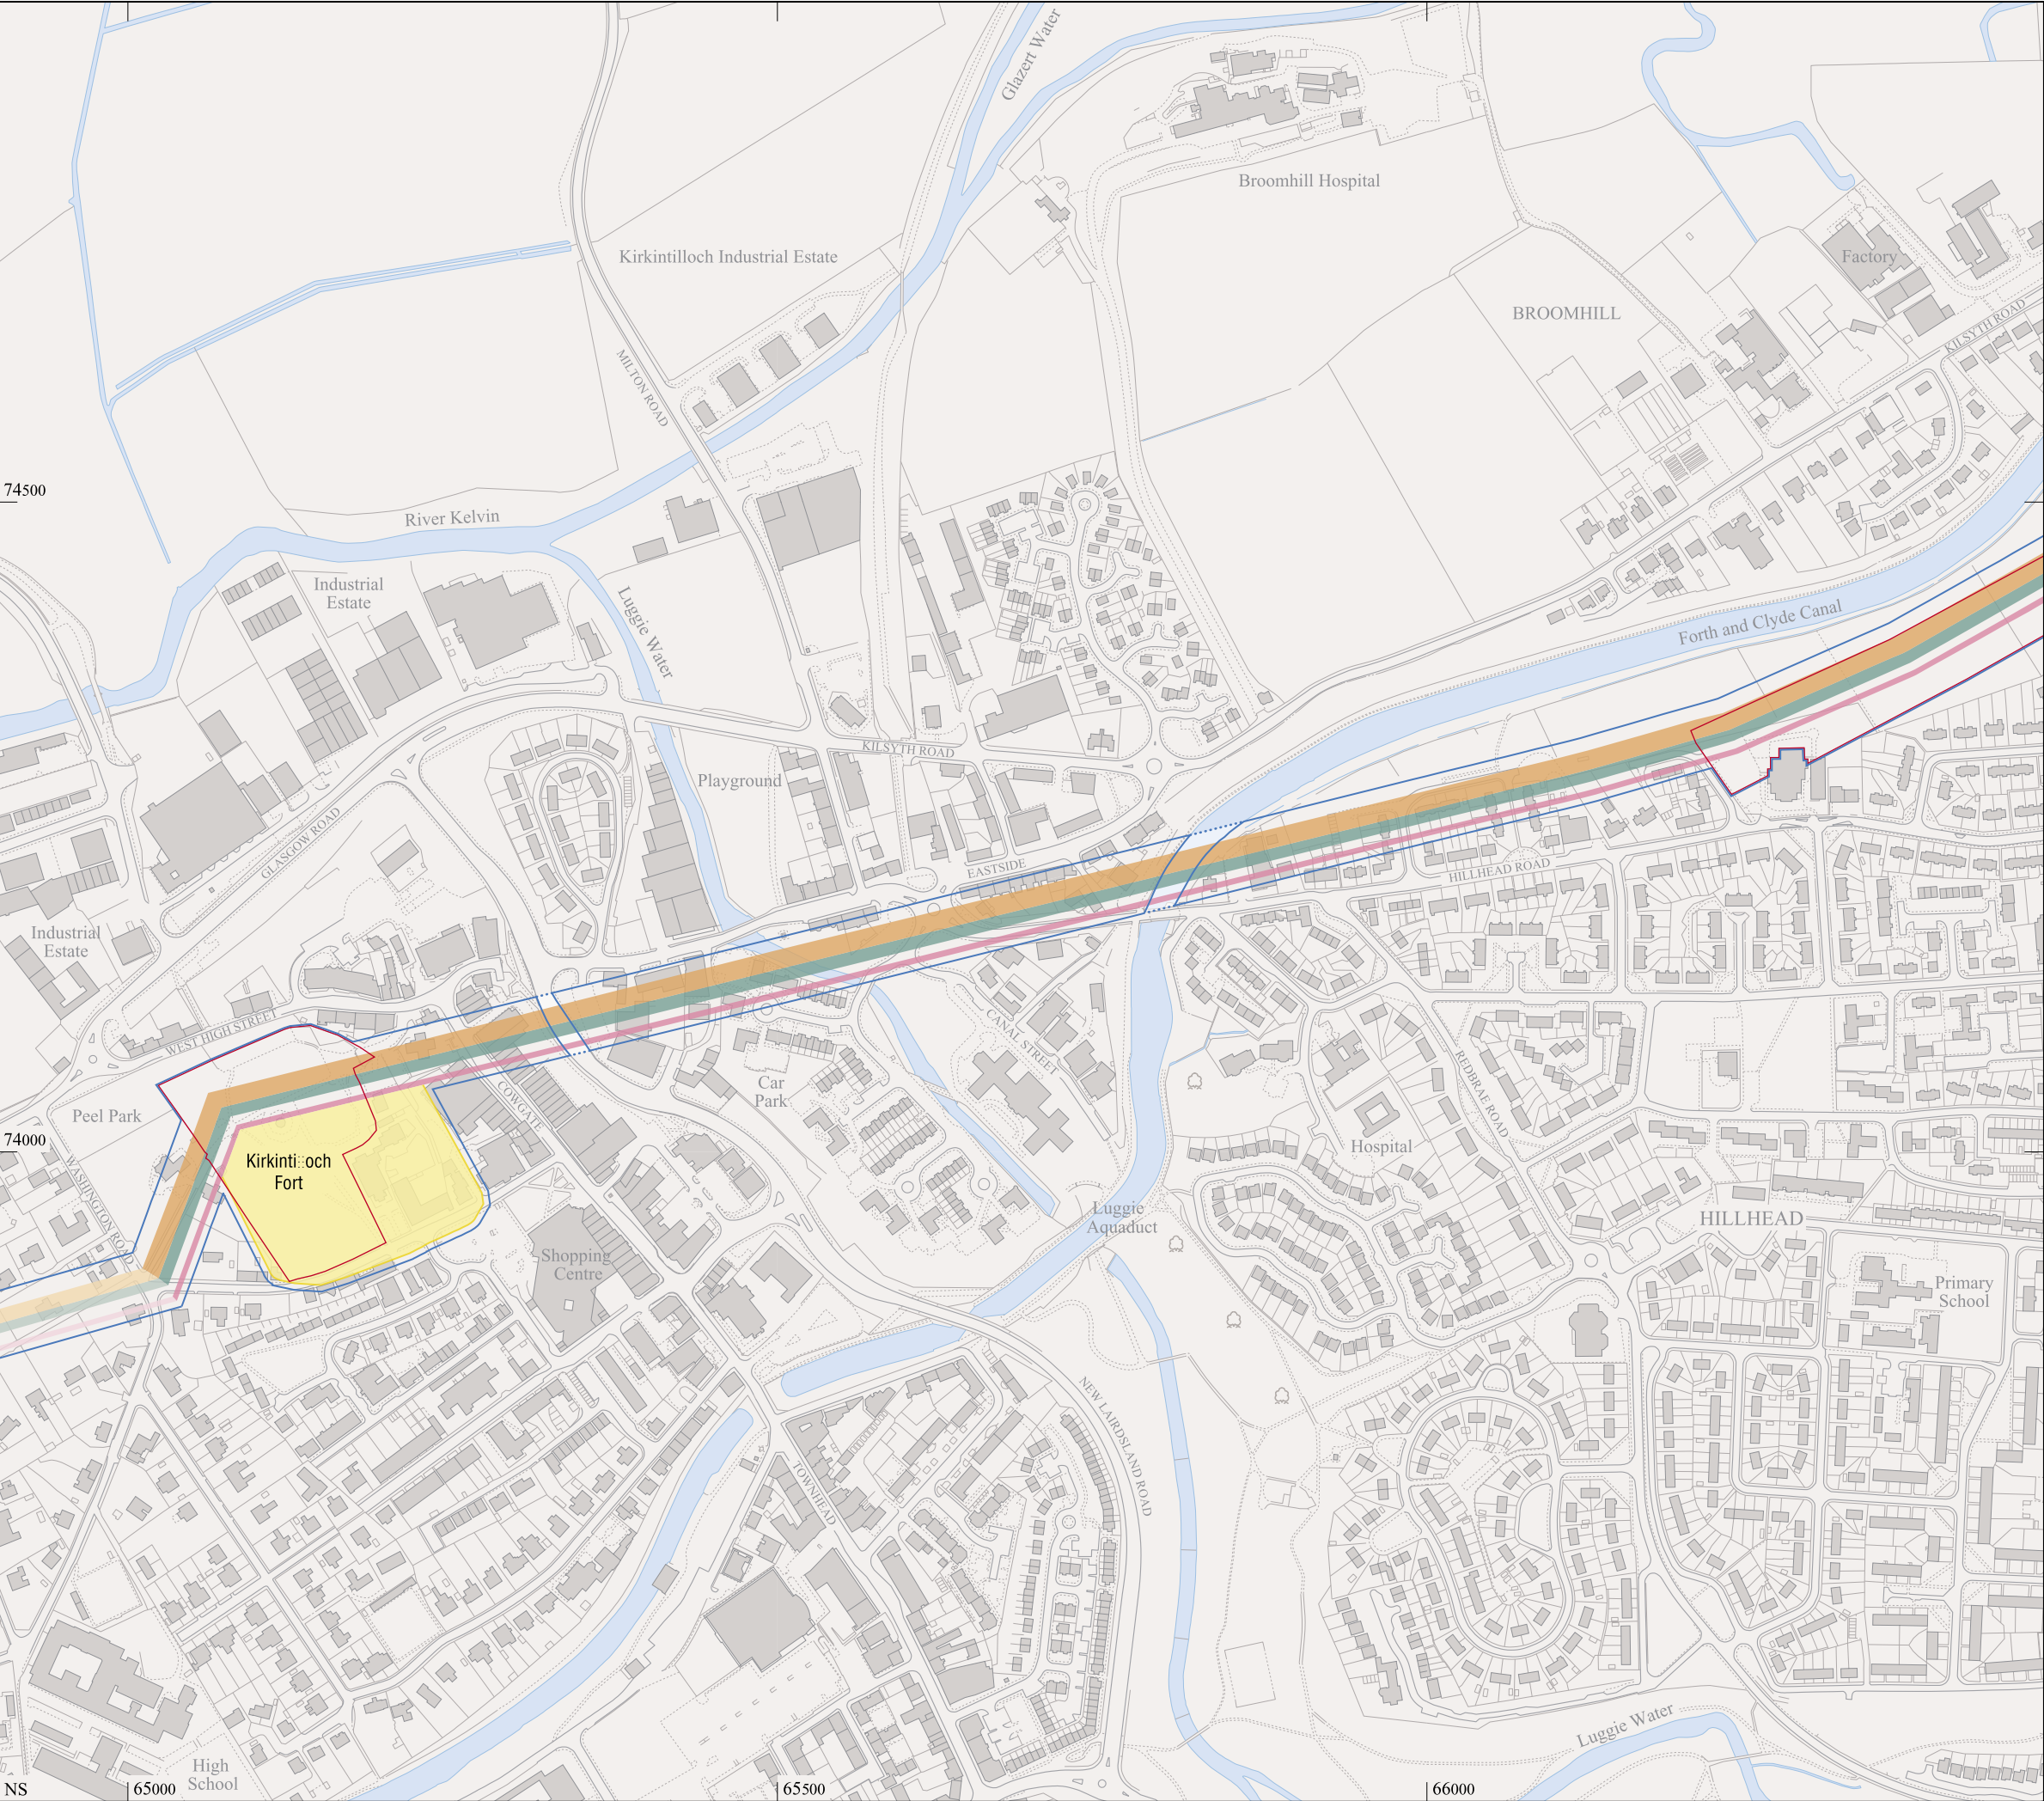 Glazert Water
Broomhill Hospital
Kirkintilloch Industrial Estate
Factory
BROOMHILL
KILSYTH ROAD
MILTON ROAD
74500
River Kelvin
Industrial
Estate
Luggie Water
Forth and Clyde Canal
KILSYTH ROAD
Playground
GLASGOW ROAD
EASTSIDE
HILLHEAD ROAD
Industrial
Estate
WEST HIGH STREET
CANAL STREET
REDBRAE ROAD
COWGATE
Car
Park
Peel Park
74000
Hospital
Kirkinti och
Fort
WASHINGTON ROAD
Luggie
Aquaduct
HILLHEAD
Shopping
Centre
Primary
School
NEW LAIRDSLAND ROAD
TOWNHEAD
Luggie Water
High
School
NS
65000
65500
66000